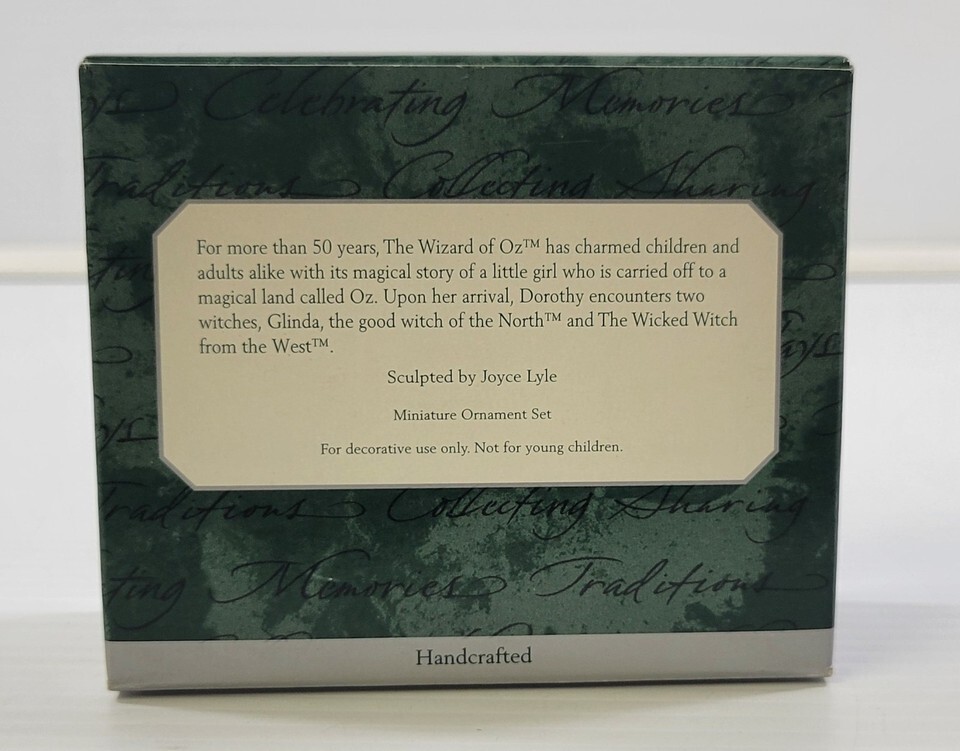 Celebrating Memories
Traditions Collecting Sharing
For more than 50 years, The Wizard of Oz™ has charmed children and
adults alike with its magical story of a little girl who is carried off to a
magical land called Oz. Upon her arrival, Dorothy encounters two
witches, Glinda, the good witch of the North™ and The Wicked Witch
from the West™.
Sculpted by Joyce Lyle
Miniature Ornament Set
For decorative use only. Not for young children.
Traditions Collecting Sharing
ting Memories Traditions
Handcrafted